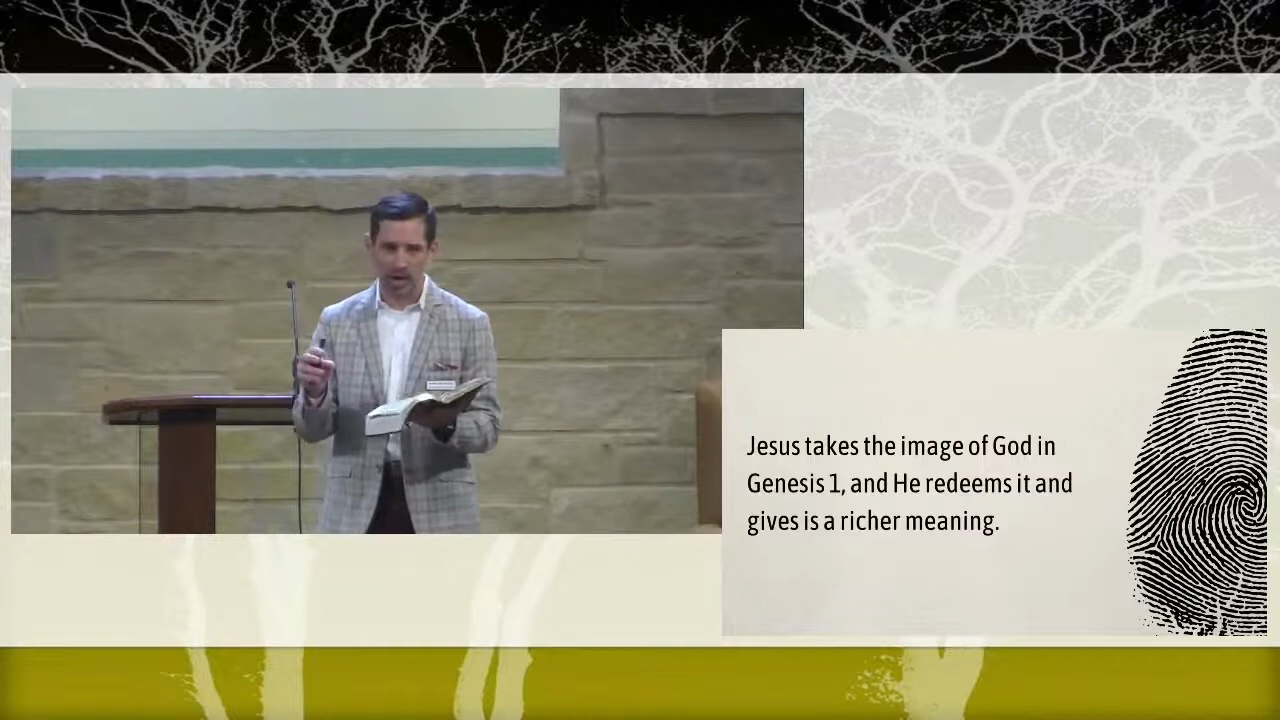 Jesus takes the image of God in
Genesis 1, and He redeems it and
gives is a richer meaning.